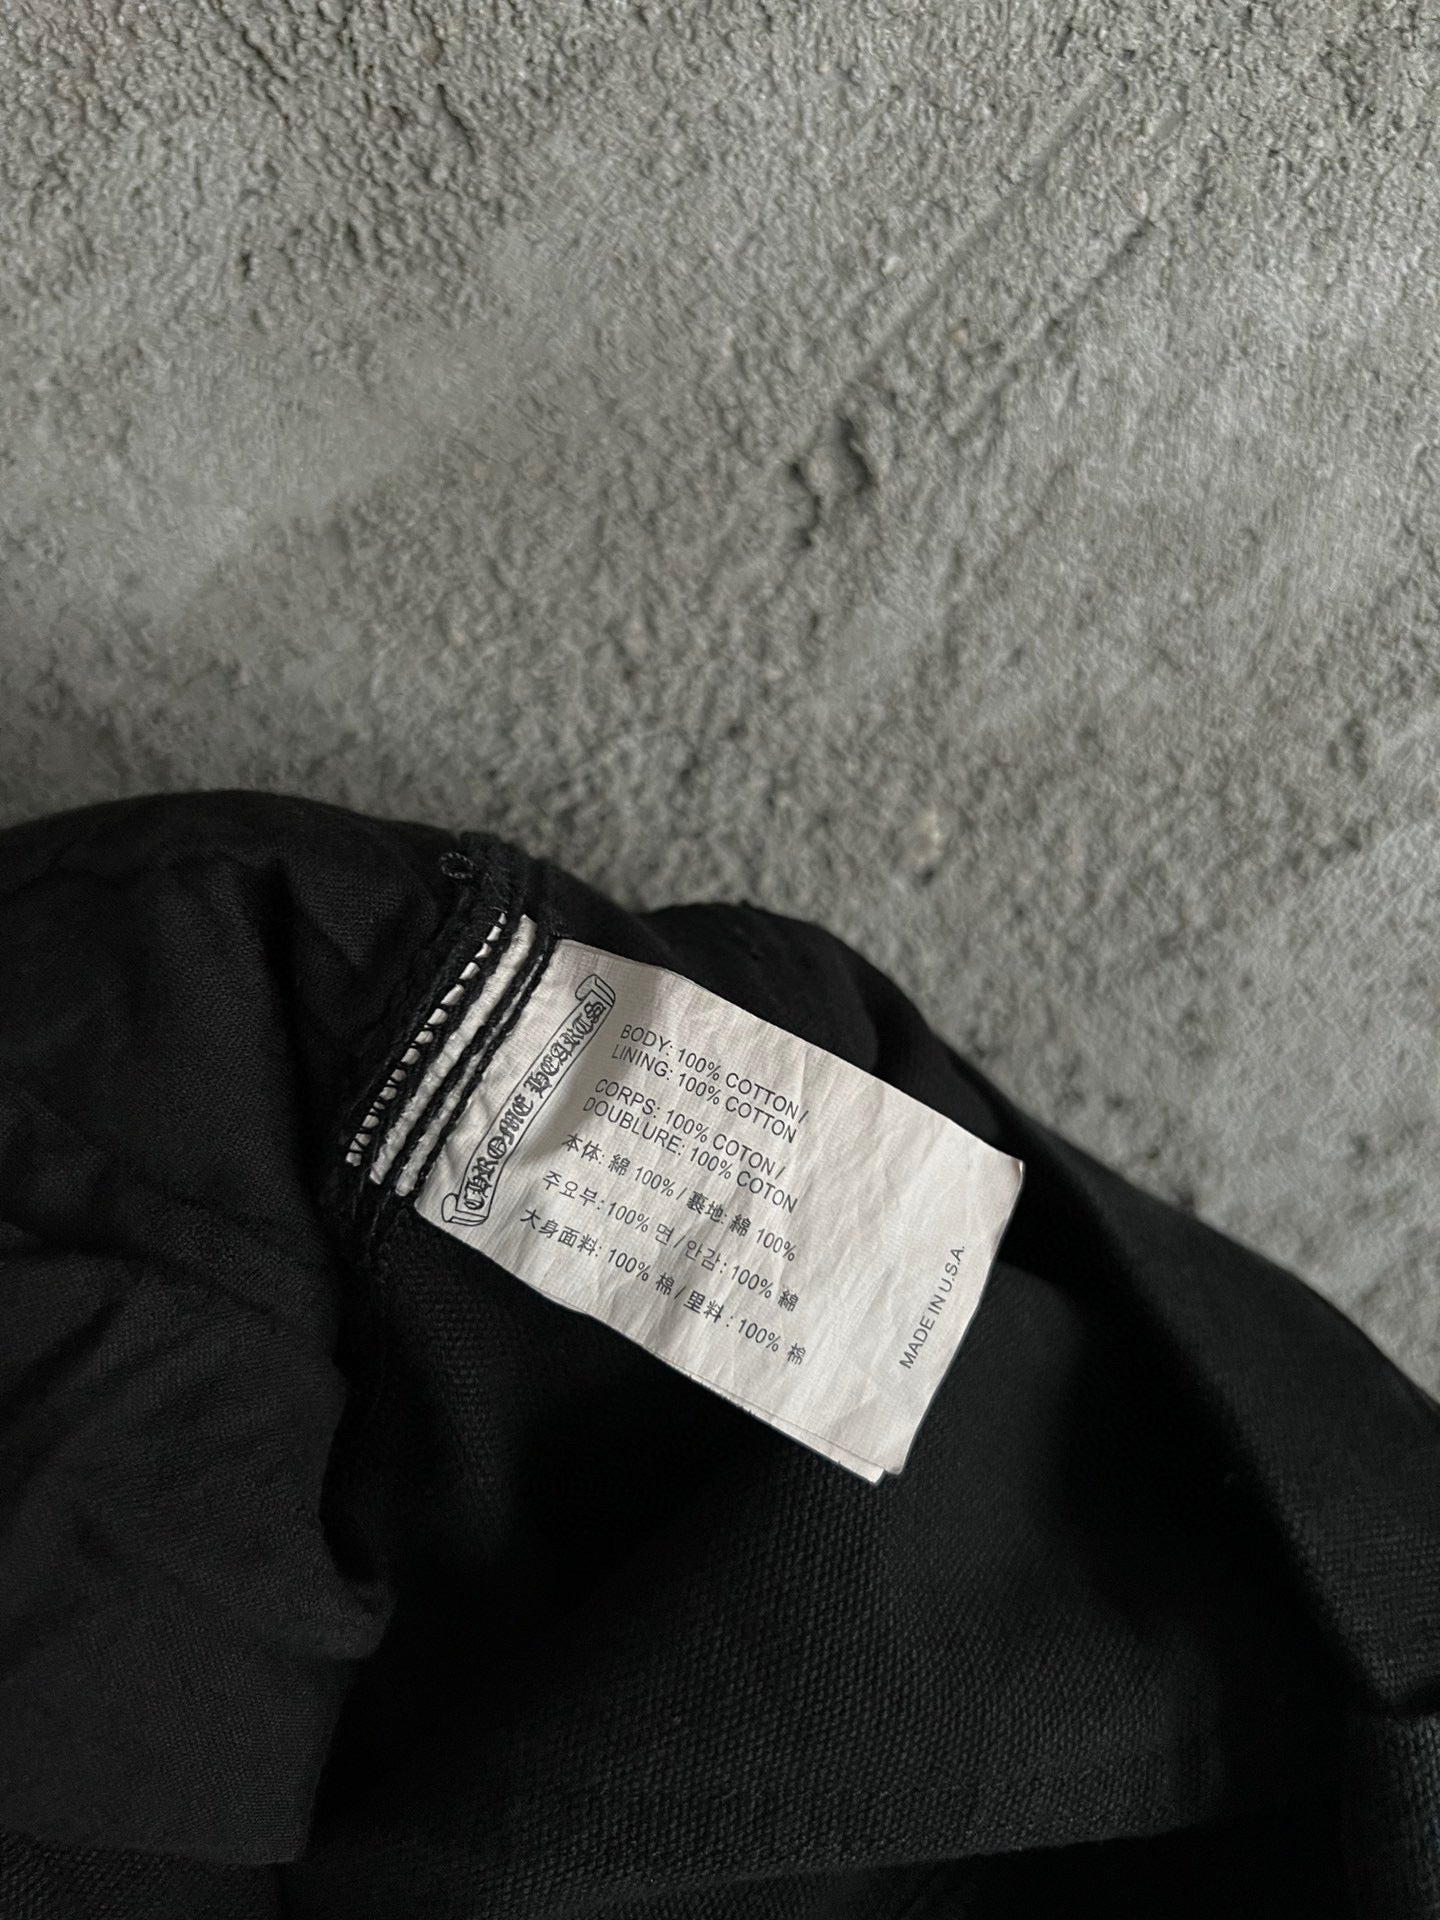 CHROME HEARTS
BODY: 100% COTTON /
LINING: 100% COTTON
CORPS: 100% COTON /
DOUBLURE: 100% COTON
本体: 綿 100% / 裏地: 綿 100%
주요부: 100% 면 / 안감: 100% 綿
大身面料: 100% 棉 / 里料: 100% 棉
MADE IN U.S.A.